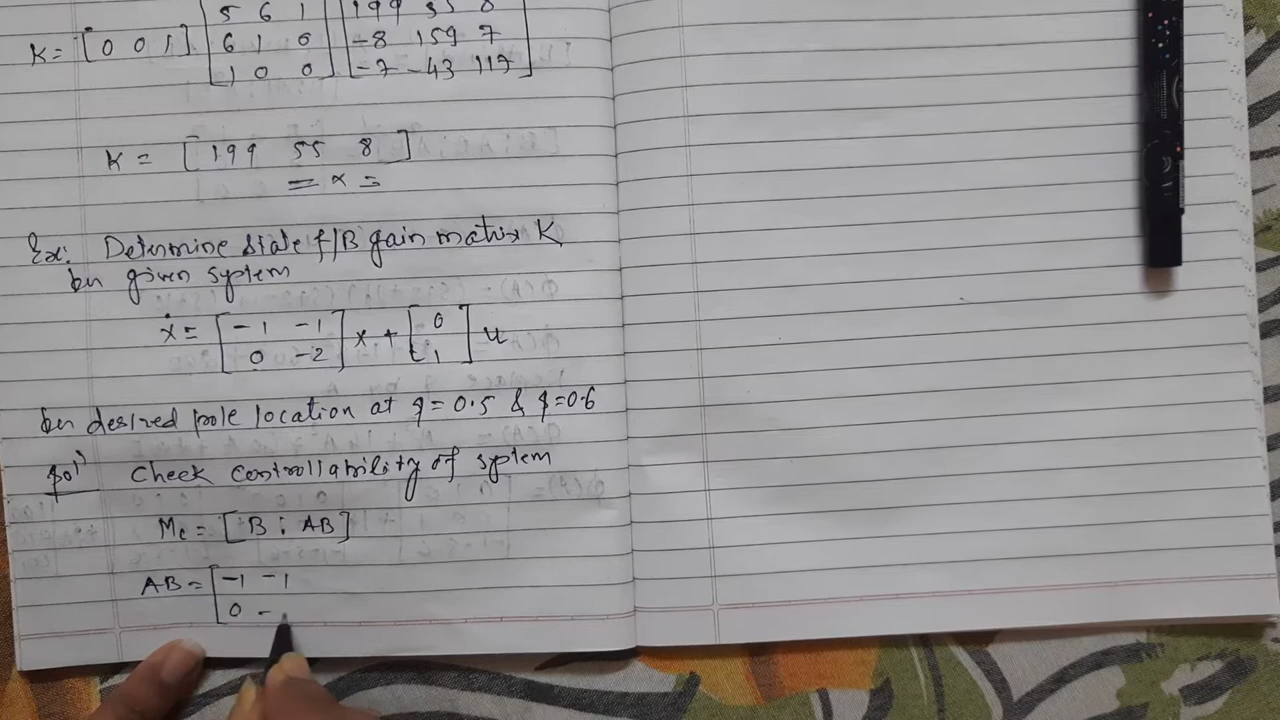 5 6 1 199 55 8
K = [ 0 0 1 ] 6 1 0 -8 159 7
1 0 0 -7 -43 117
K = [ 199 55 8 ]
= x =
Ex: Determine state f/B gain matrix K
for given system
ẋ = [ -1 -1 ] x + [ 0 ] u
0 -2 1
for desired pole location at
= 0.5 &
= 0.6
Sol) Check controllability of system
Mc = [ B : AB ]
AB = [ -1 -1
0 -